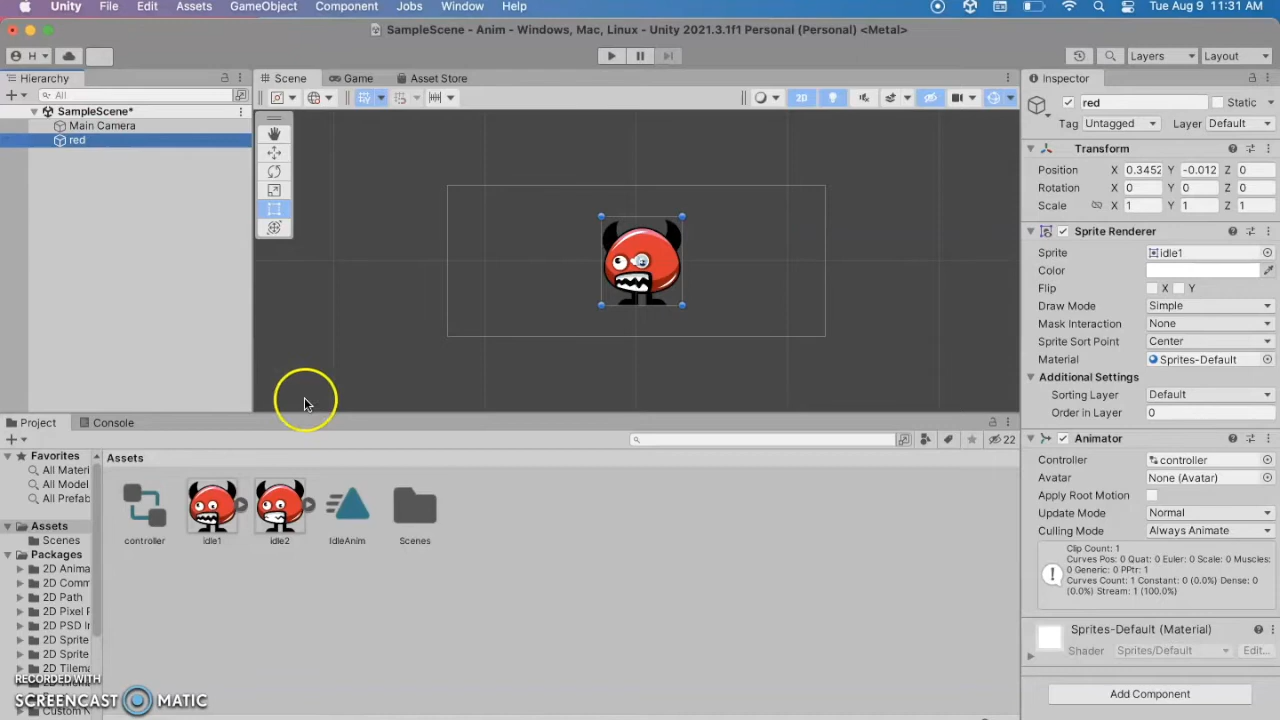 Unity File Edit Assets GameObject Component Jobs Window Help Tue Aug 9 11:31 AM
SampleScene - Anim - Windows, Mac, Linux - Unity 2021.3.1f1 Personal (Personal) <Metal>
H Layers Layout
Hierarchy
All
SampleScene*
Main Camera
red
Scene Game Asset Store
2D
Inspector
red Static
Tag Untagged Layer Default
Transform
Position X 0.3452 Y -0.012 Z 0
Rotation X 0 Y 0 Z 0
Scale X 1 Y 1 Z 1
Sprite Renderer
Sprite idle1
Color
Flip X Y
Draw Mode Simple
Mask Interaction None
Sprite Sort Point Center
Material Sprites-Default
Additional Settings
Sorting Layer Default
Order in Layer 0
Animator
Controller controller
Avatar None (Avatar)
Apply Root Motion
Update Mode Normal
Culling Mode Always Animate
Clip Count: 1
Curves Pos: 0 Quat: 0 Euler: 0 Scale: 0 Muscles:
0 Generic: 0 PPtr: 1
Curves Count: 1 Constant: 0 (0.0%) Dense: 0
(0.0%) Stream: 1 (100.0%)
Sprites-Default (Material)
Shader Sprites/Default Edit...
Add Component
Project Console
22
Favorites
All Materi
All Model
All Prefab
Assets
Scenes
Packages
2D Anima
2D Comm
2D Path
2D Pixel P
2D PSD In
2D Sprite
2D Sprite
2D Tilema
Assets
controller idle1 idle2 IdleAnim Scenes
RECORDED WITH
SCREENCAST MATIC